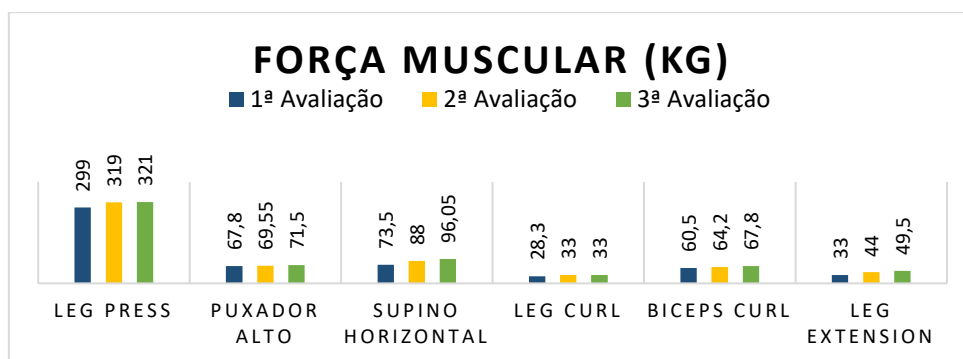 FORÇA MUSCULAR (KG)
1ª Avaliação 2ª Avaliação 3ª Avaliação
299 319 321
67,8 69,55 71,5
73,5 88 96,05
28,3 33 33
60,5 64,2 67,8
33 44 49,5
LEG PRESS
PUXADOR
ALTO
SUPINO
HORIZONTAL
LEG CURL
BICEPS CURL
LEG
EXTENSION